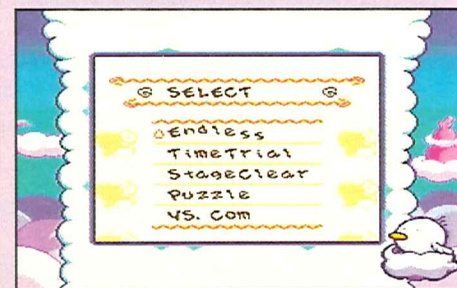 SELECT
Endless
TimeTrial
StageClear
Puzzle
VS. Com